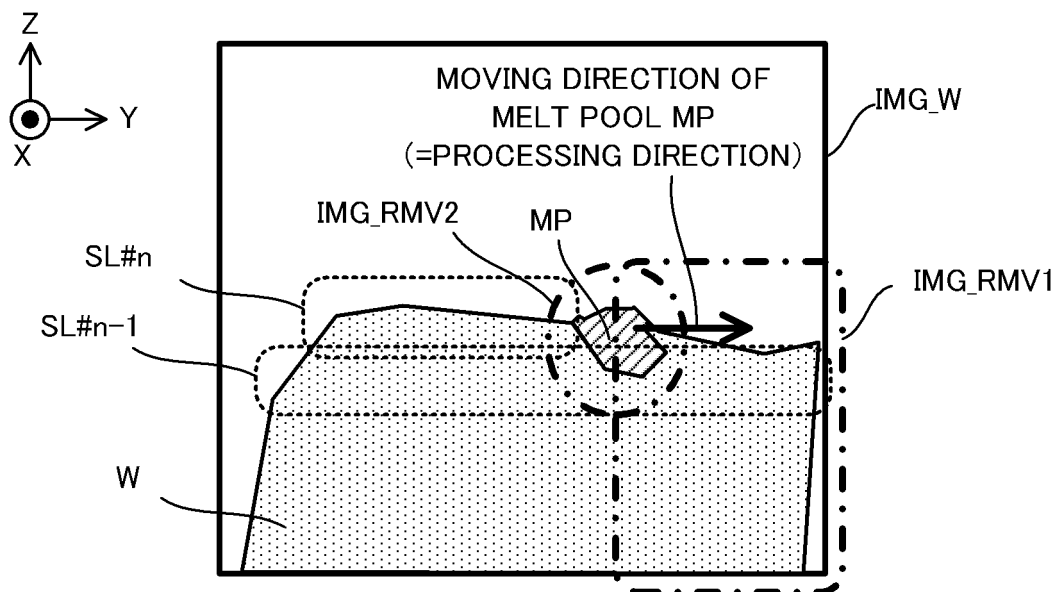 Z
Y
X
MOVING DIRECTION OF
MELT POOL MP
(=PROCESSING DIRECTION)
IMG_W
IMG_RMV2
MP
SL#n
IMG_RMV1
SL#n-1
W